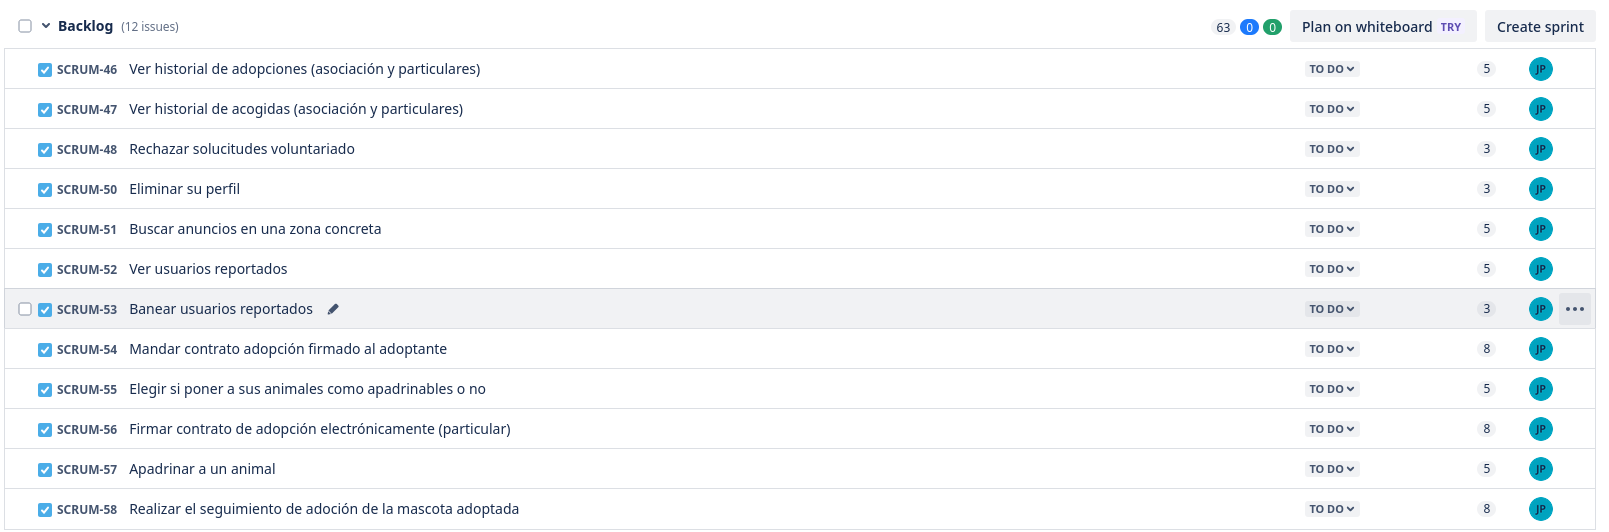 Backlog (12 issues) 63 0 0 Plan on whiteboard TRY Create sprint
SCRUM-46 Ver historial de adopciones (asociación y particulares) TO DO 5 JP
SCRUM-47 Ver historial de acogidas (asociación y particulares) TO DO 5 JP
SCRUM-48 Rechazar solucitudes voluntariado TO DO 3 JP
SCRUM-50 Eliminar su perfil TO DO 3 JP
SCRUM-51 Buscar anuncios en una zona concreta TO DO 5 JP
SCRUM-52 Ver usuarios reportados TO DO 5 JP
SCRUM-53 Banear usuarios reportados TO DO 3 JP
SCRUM-54 Mandar contrato adopción firmado al adoptante TO DO 8 JP
SCRUM-55 Elegir si poner a sus animales como apadrinables o no TO DO 5 JP
SCRUM-56 Firmar contrato de adopción electrónicamente (particular) TO DO 8 JP
SCRUM-57 Apadrinar a un animal TO DO 5 JP
SCRUM-58 Realizar el seguimiento de adoción de la mascota adoptada TO DO 8 JP